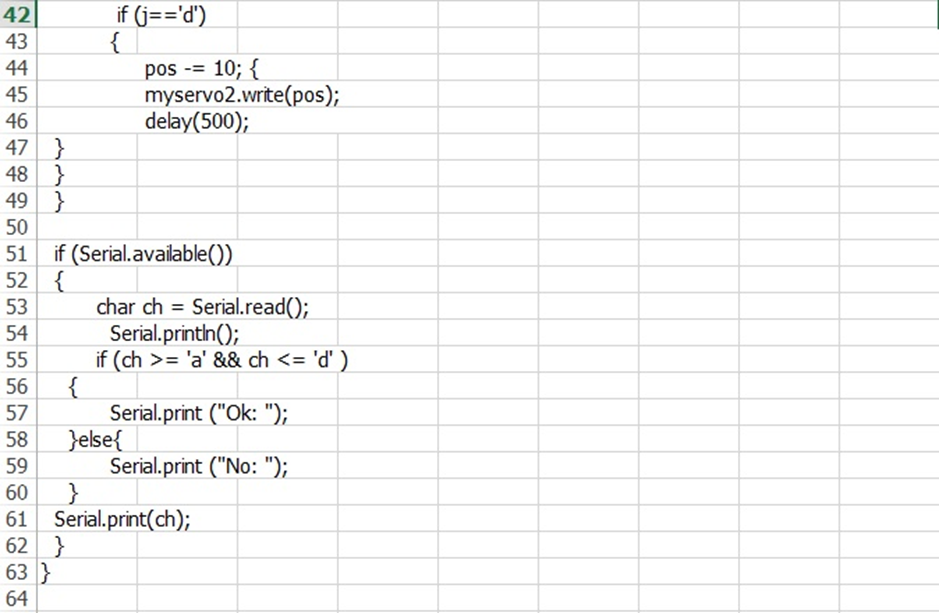 42 if (j=='d')
43 {
44 pos -= 10; {
45 myservo2.write(pos);
46 delay(500);
47 }
48 }
49 }
50
51 if (Serial.available())
52 {
53 char ch = Serial.read();
54 Serial.println();
55 if (ch >= 'a' && ch <= 'd' )
56 {
57 Serial.print ("Ok: ");
58 }else{
59 Serial.print ("No: ");
60 }
61 Serial.print(ch);
62 }
63 }
64